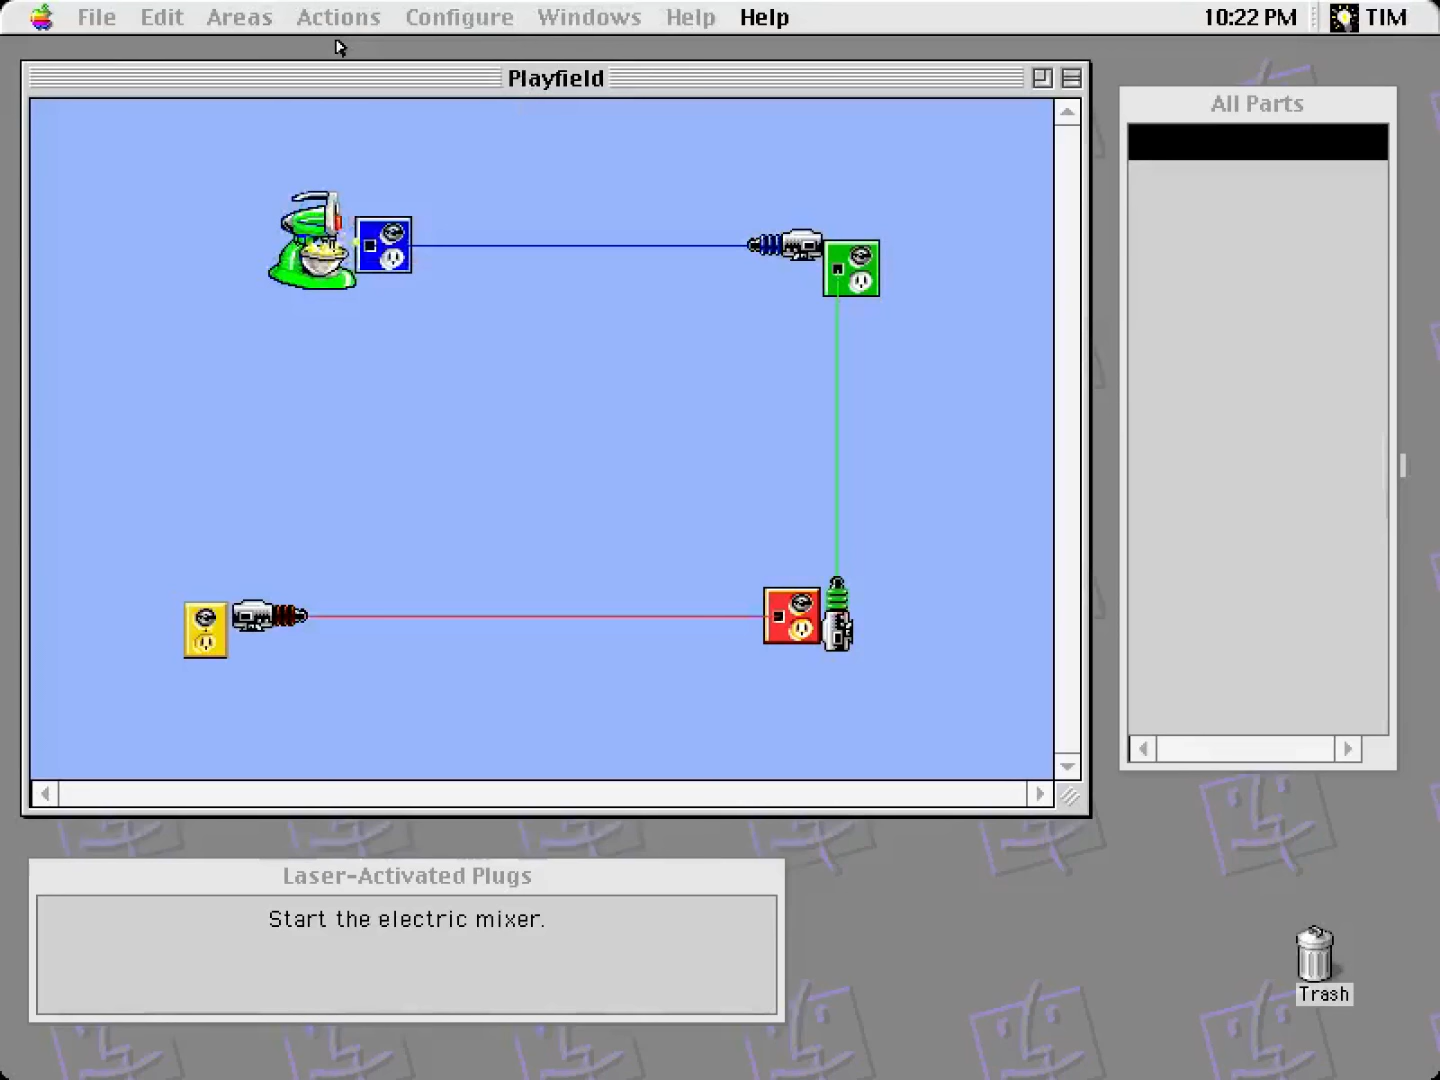 File Edit Areas Actions Configure Windows Help Help 10:22 PM TIM
Playfield
All Parts
Laser-Activated Plugs
Start the electric mixer.
Trash